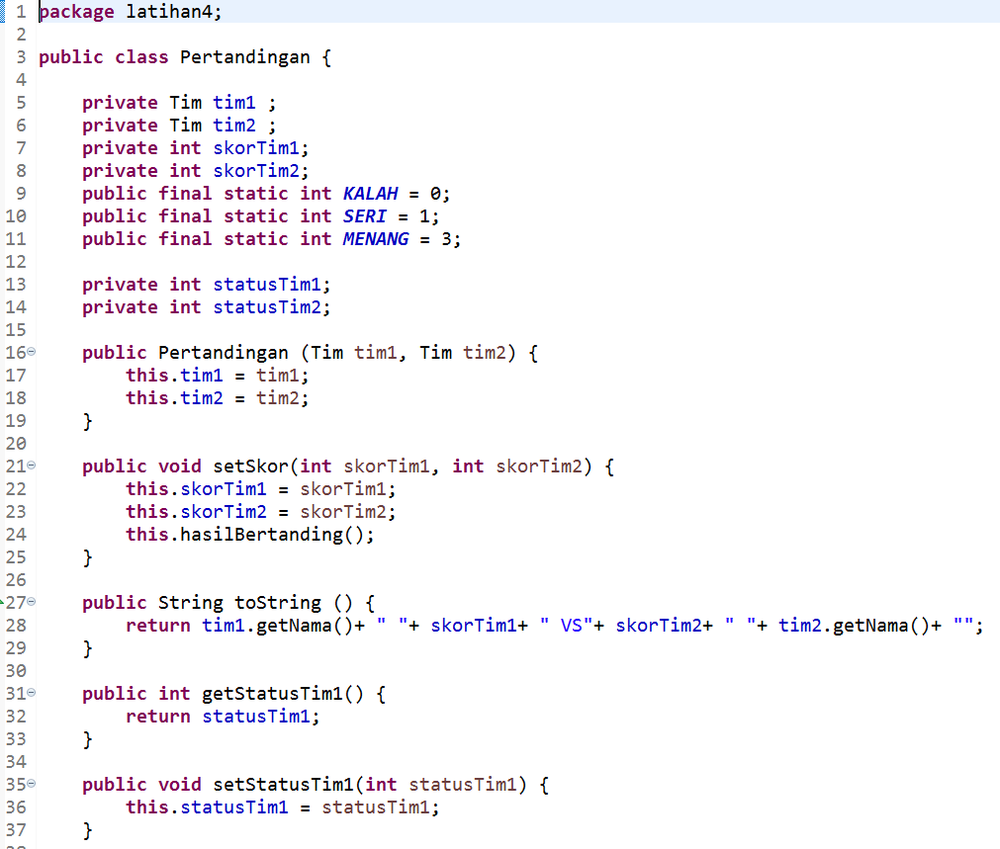 1 package latihan4;
2
3 public class Pertandingan {
4
5     private Tim tim1 ;
6     private Tim tim2 ;
7     private int skorTim1;
8     private int skorTim2;
9     public final static int KALAH = 0;
10     public final static int SERI = 1;
11     public final static int MENANG = 3;
12
13     private int statusTim1;
14     private int statusTim2;
15
16     public Pertandingan (Tim tim1, Tim tim2) {
17         this.tim1 = tim1;
18         this.tim2 = tim2;
19     }
20
21     public void setSkor(int skorTim1, int skorTim2) {
22         this.skorTim1 = skorTim1;
23         this.skorTim2 = skorTim2;
24         this.hasilBertanding();
25     }
26
27     public String toString () {
28         return tim1.getNama()+ " "+ skorTim1+ " VS"+ skorTim2+ " "+ tim2.getNama()+ "";
29     }
30
31     public int getStatusTim1() {
32         return statusTim1;
33     }
34
35     public void setStatusTim1(int statusTim1) {
36         this.statusTim1 = statusTim1;
37     }